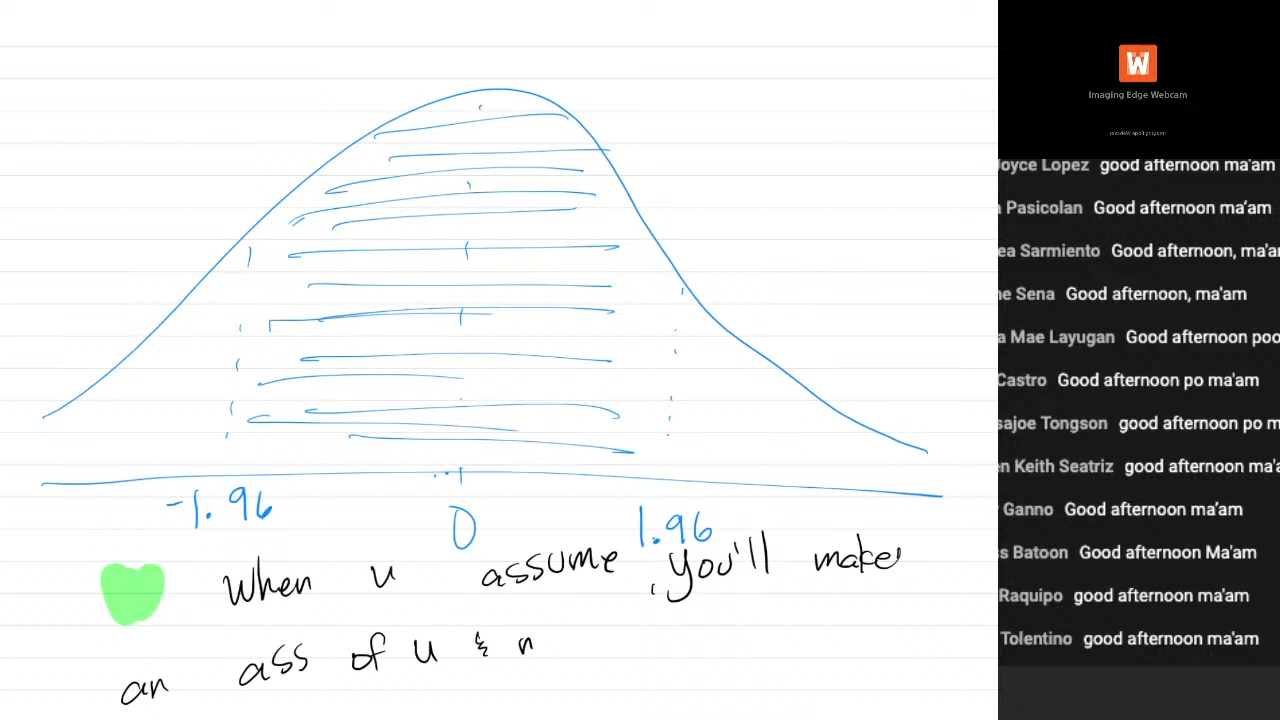 -1.96
0
1.96
When u assume, you'll make
an ass of u & m
W
Imaging Edge Webcam
Joyce Lopez good afternoon ma'am
Pasicolan Good afternoon ma'am
Sarmiento Good afternoon, ma'am
Sena Good afternoon, ma'am
Mae Layugan Good afternoon poo
Castro Good afternoon po ma'am
Tongson good afternoon po m
Keith Seatriz good afternoon ma'a
Ganno Good afternoon ma'am
Batoon Good afternoon Ma'am
Raquipo good afternoon ma'am
Tolentino good afternoon ma'am